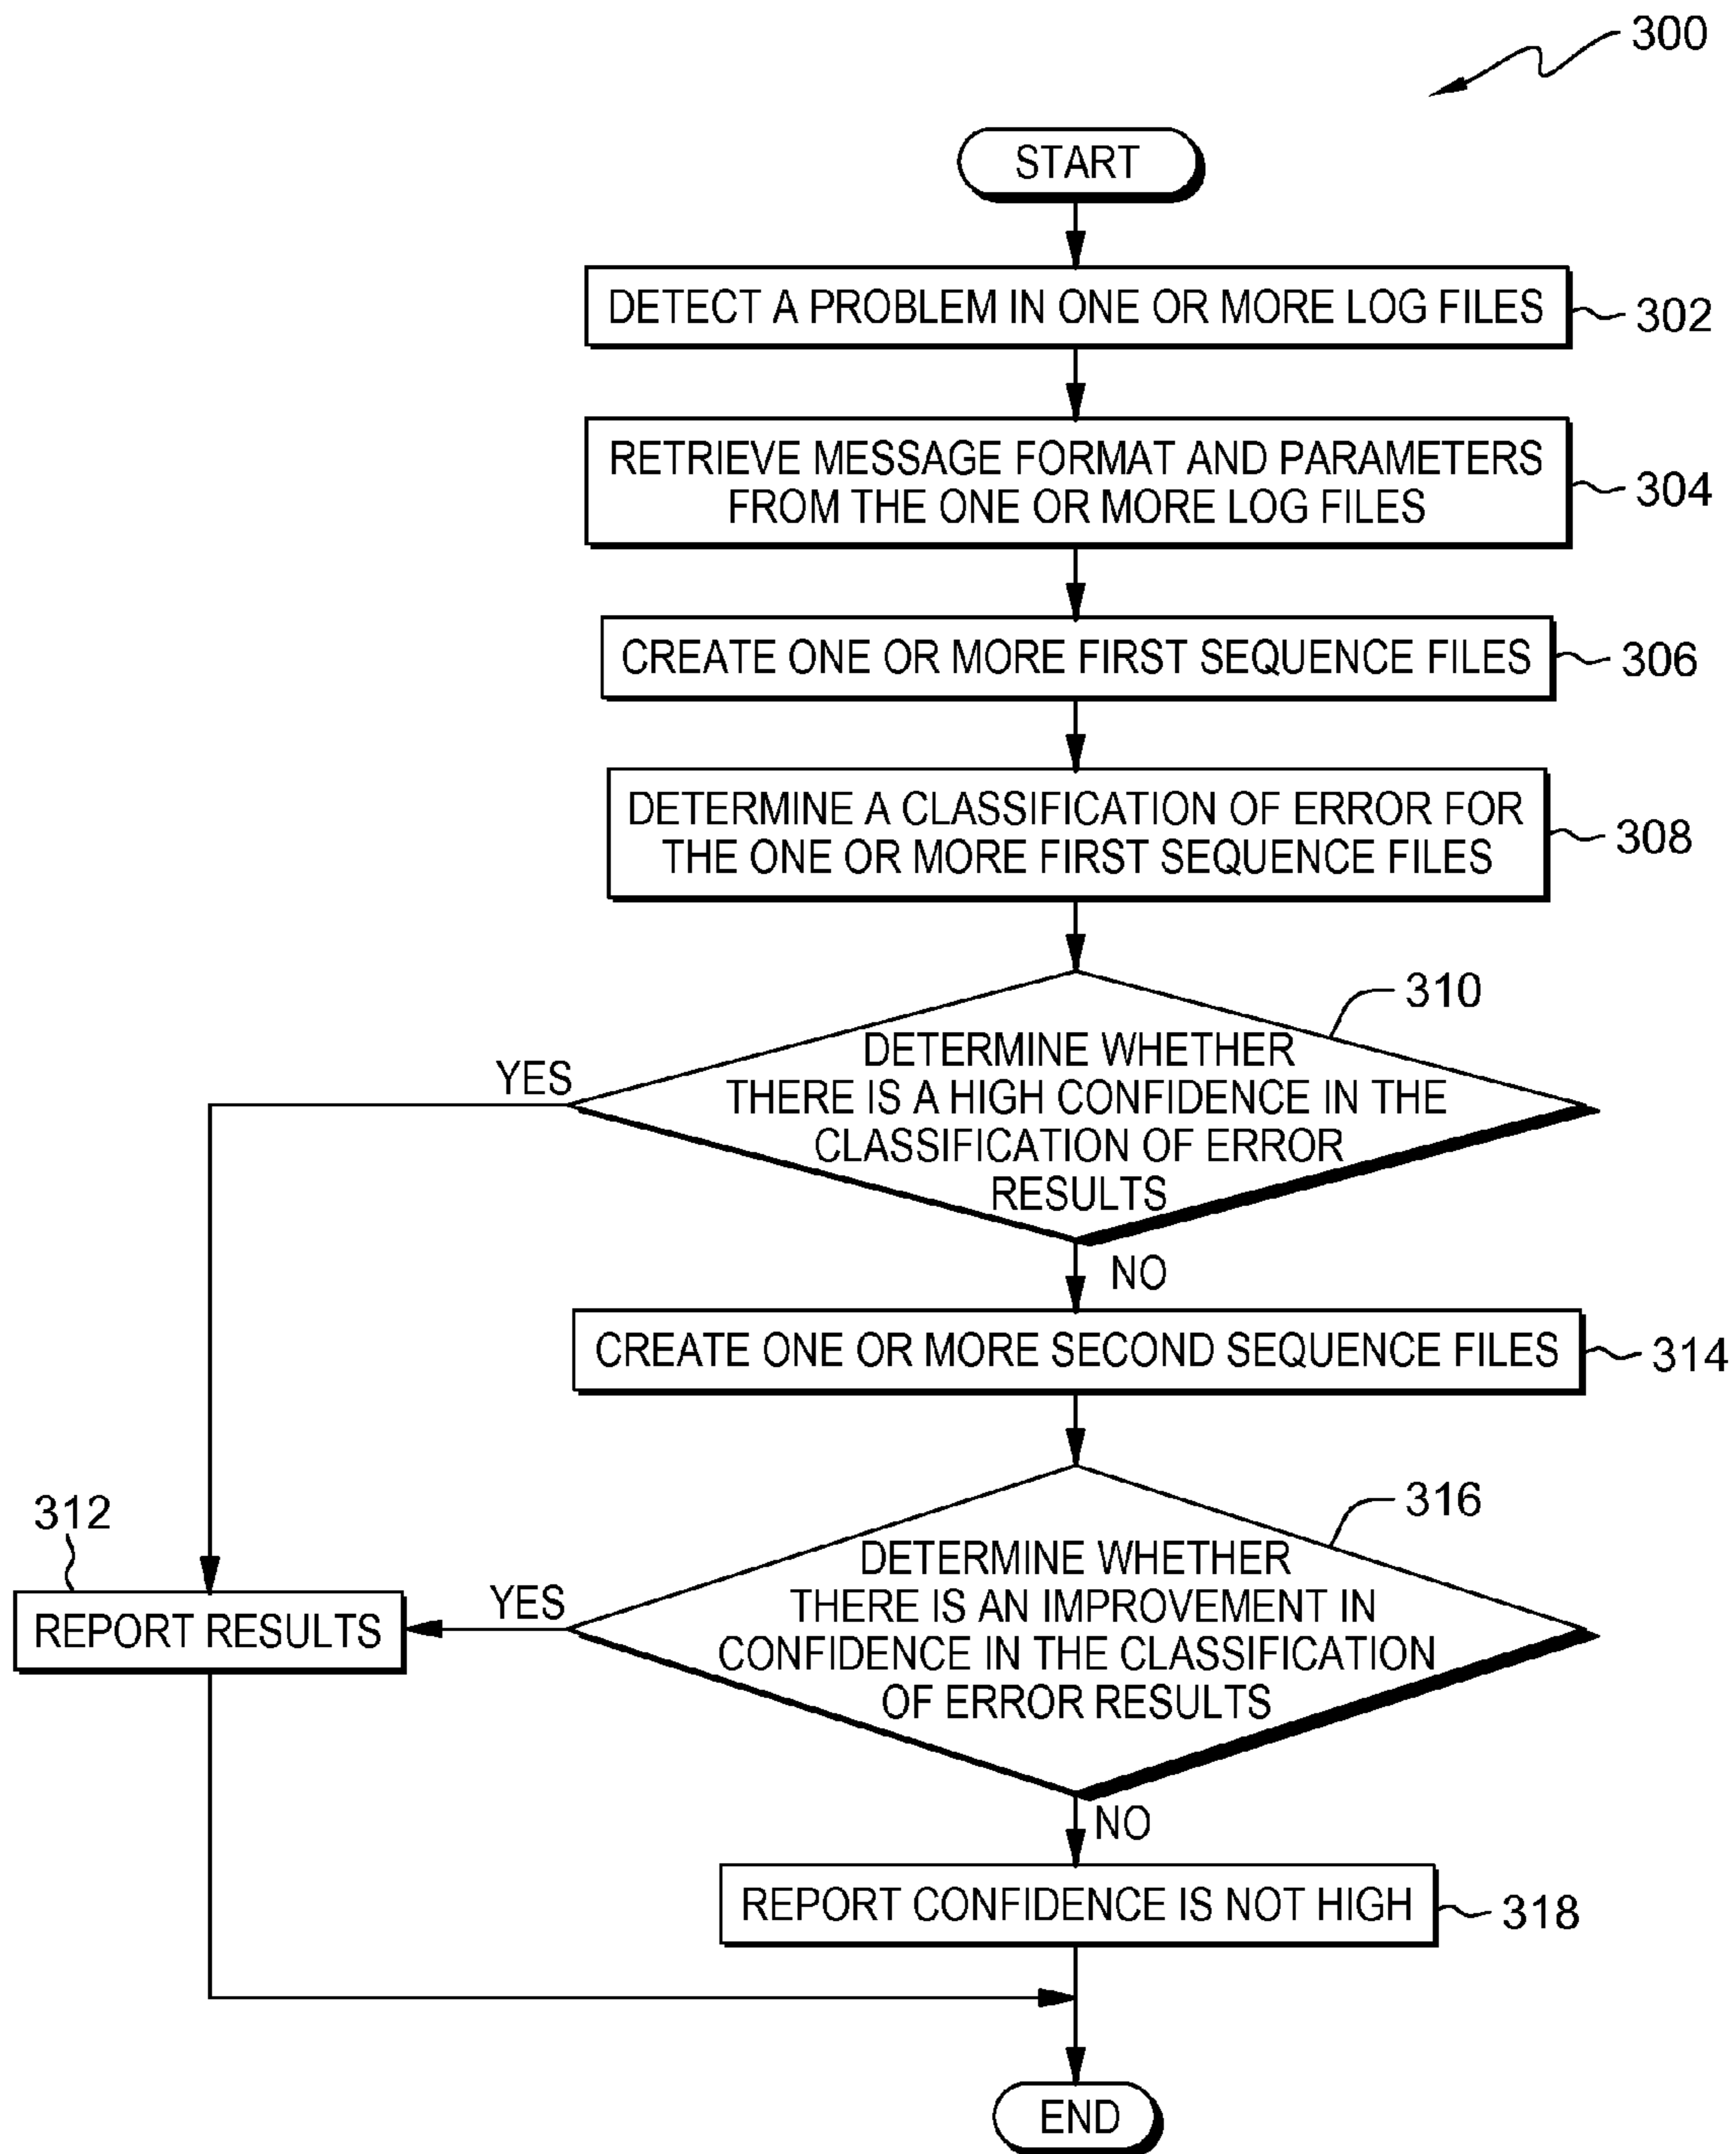 300
START
DETECT A PROBLEM IN ONE OR MORE LOG FILES
302
RETRIEVE MESSAGE FORMAT AND PARAMETERS
FROM THE ONE OR MORE LOG FILES
304
CREATE ONE OR MORE FIRST SEQUENCE FILES
306
DETERMINE A CLASSIFICATION OF ERROR FOR
THE ONE OR MORE FIRST SEQUENCE FILES
308
310
DETERMINE WHETHER
THERE IS A HIGH CONFIDENCE IN THE
CLASSIFICATION OF ERROR
RESULTS
YES
NO
CREATE ONE OR MORE SECOND SEQUENCE FILES
314
316
DETERMINE WHETHER
THERE IS AN IMPROVEMENT IN
CONFIDENCE IN THE CLASSIFICATION
OF ERROR RESULTS
YES
312
REPORT RESULTS
NO
REPORT CONFIDENCE IS NOT HIGH
318
END